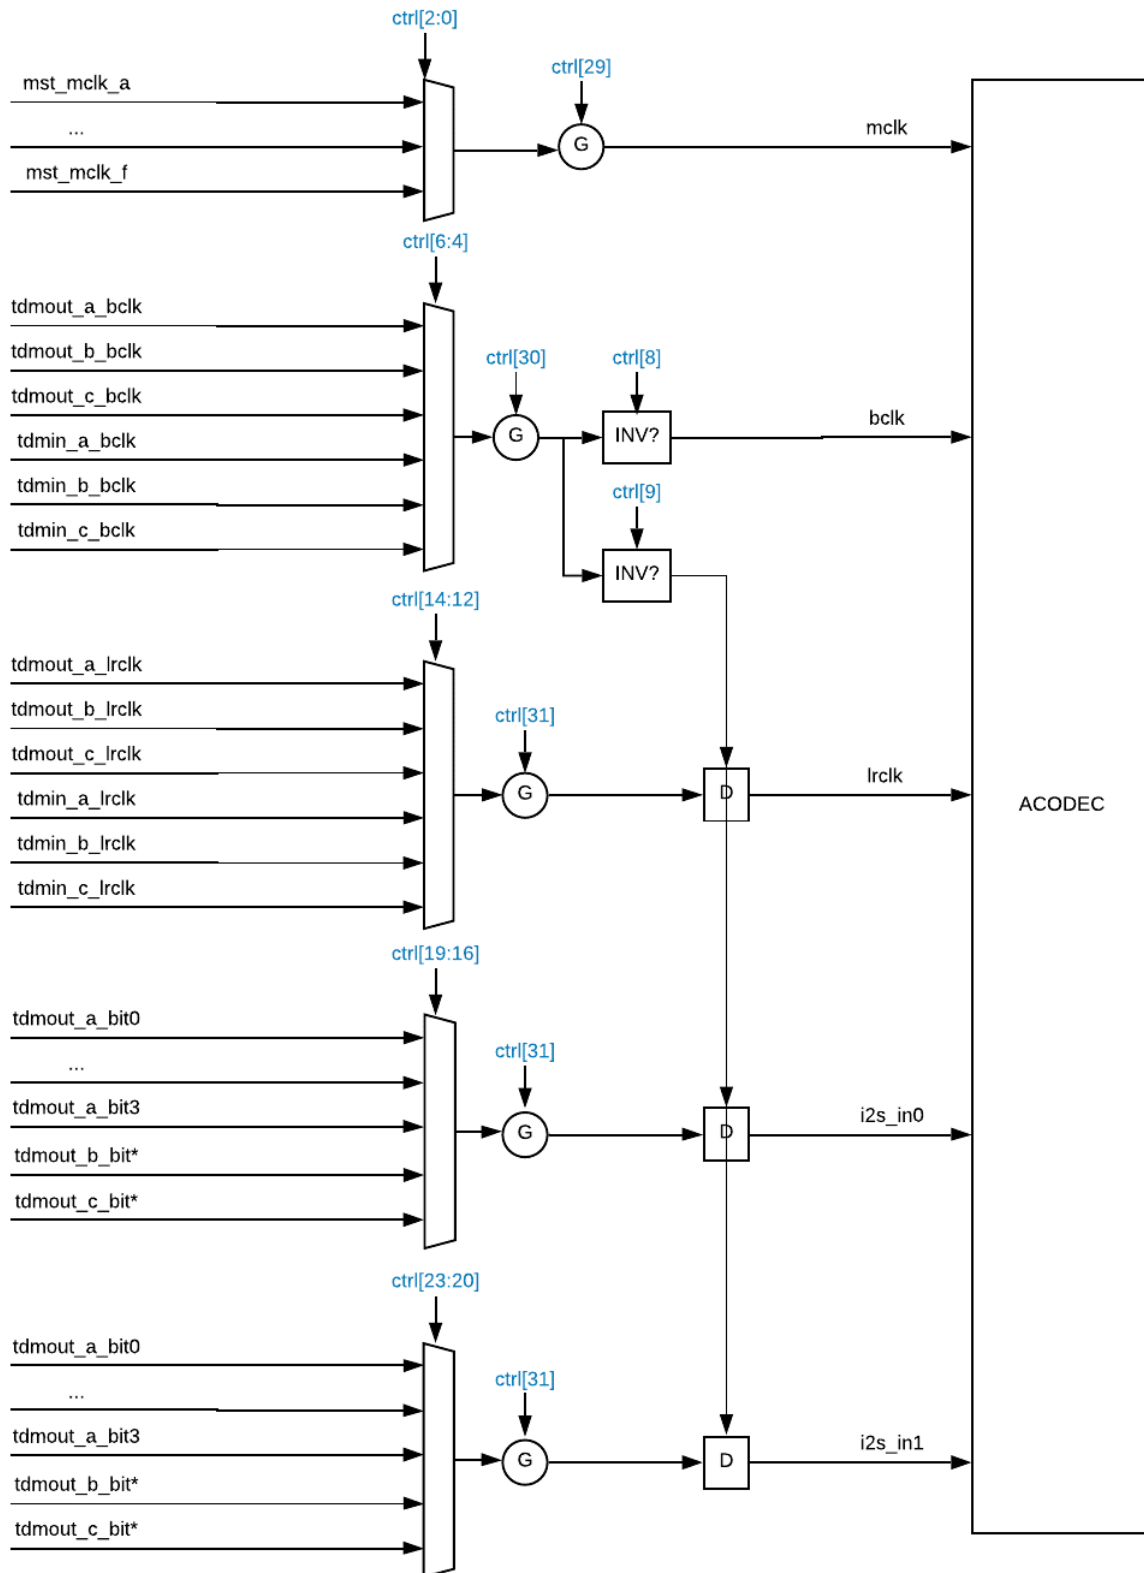 ctrl[2:0]
ctrl[29]
mst_mclk_a
...
mst_mclk_f
G
mclk
ctrl[6:4]
tdmout_a_bclk
tdmout_b_bclk
tdmout_c_bclk
tdmin_a_bclk
tdmin_b_bclk
tdmin_c_bclk
ctrl[30]
ctrl[8]
G
INV?
bclk
ctrl[9]
INV?
ctrl[14:12]
tdmout_a_lrclk
tdmout_b_lrclk
tdmout_c_lrclk
tdmin_a_lrclk
tdmin_b_lrclk
tdmin_c_lrclk
ctrl[31]
G
D
lrclk
ACODEC
ctrl[19:16]
tdmout_a_bit0
...
tdmout_a_bit3
tdmout_b_bit*
tdmout_c_bit*
ctrl[31]
G
D
i2s_in0
ctrl[23:20]
tdmout_a_bit0
...
tdmout_a_bit3
tdmout_b_bit*
tdmout_c_bit*
ctrl[31]
G
D
i2s_in1